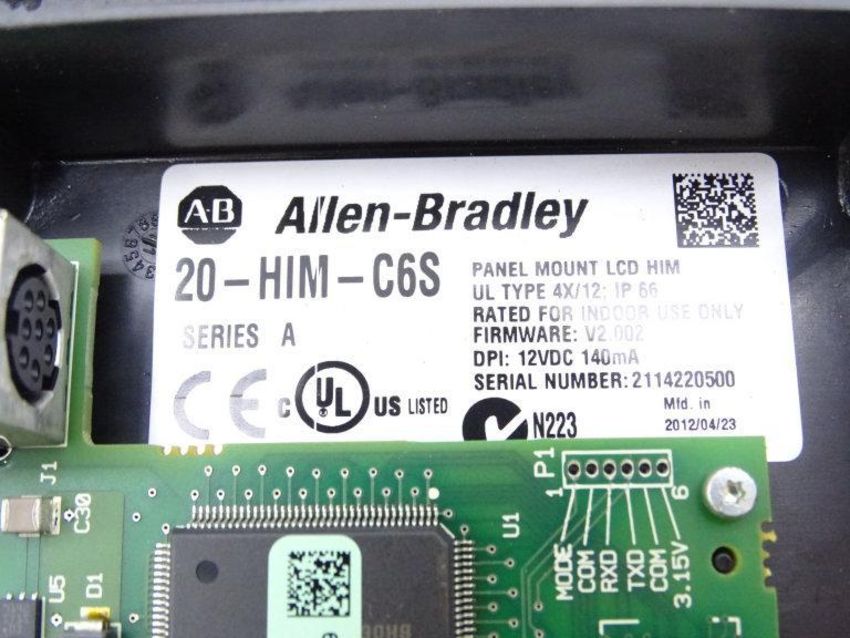 A-B Allen-Bradley
20-HIM-C6S
SERIES A
PANEL MOUNT LCD HIM
UL TYPE 4X/12; IP 66
RATED FOR INDOOR USE ONLY
FIRMWARE: V2.002
DPI: 12VDC 140mA
SERIAL NUMBER: 2114220500
CE C UL US LISTED
N223
Mfd. in
2012/04/23
J1
C30
U5
D1
U1
P1
1
6
MODE
COM
RXD
TXD
COM
3.15V